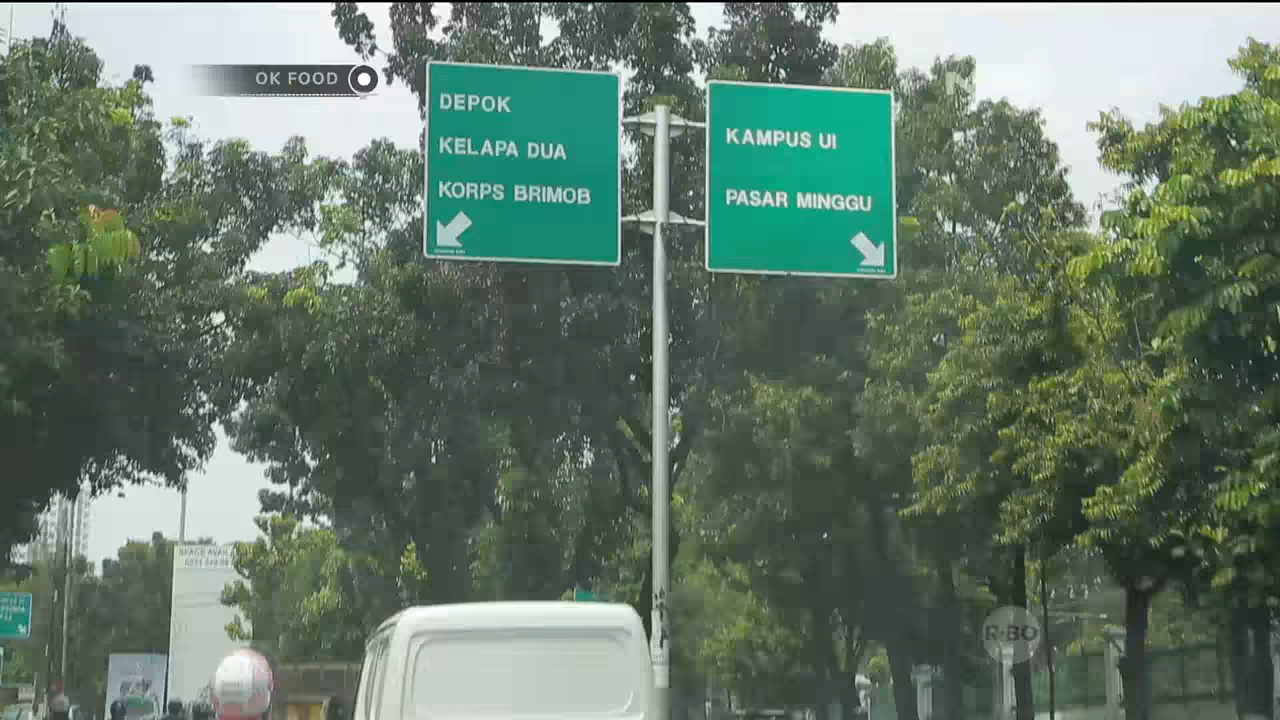 OK FOOD
DEPOK
KELAPA DUA
KORPS BRIMOB
KAMPUS UI
PASAR MINGGU
R-BO